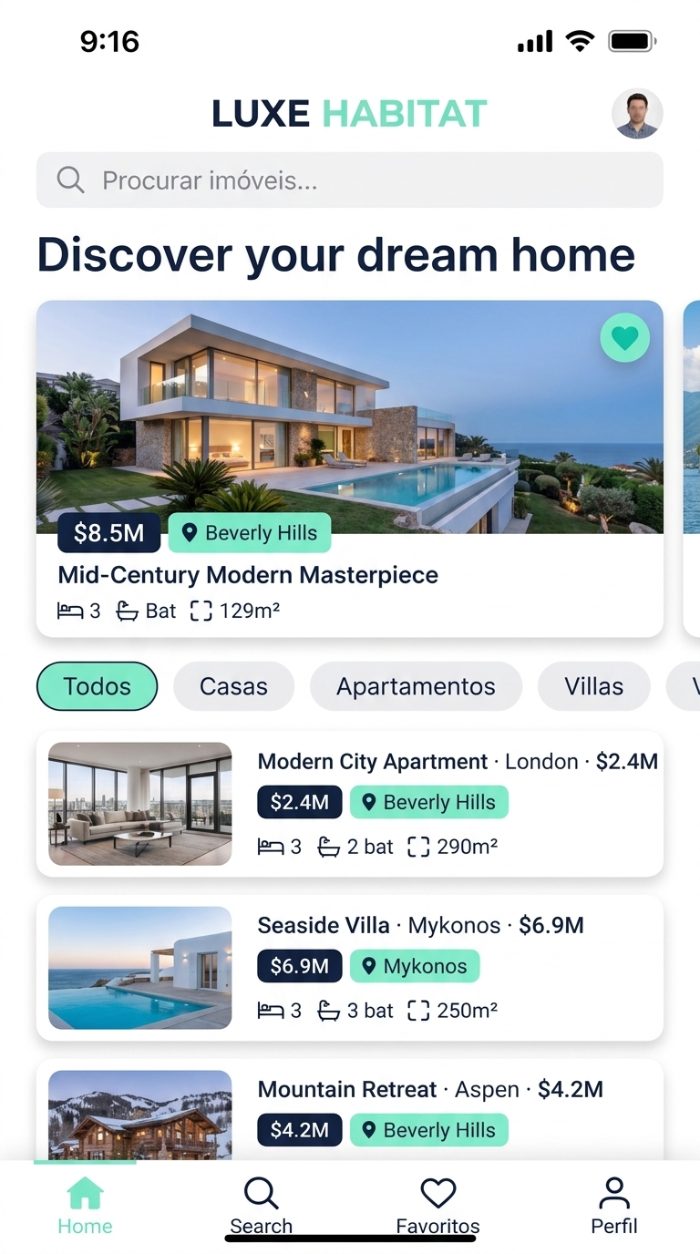 9:16
LUXE HABITAT
Procurar imóveis...
Discover your dream home
$8.5M Beverly Hills
Mid-Century Modern Masterpiece
3 Bat 129m²
Todos Casas Apartamentos Villas
Modern City Apartment · London · $2.4M
$2.4M Beverly Hills
3 2 bat 290m²
Seaside Villa · Mykonos · $6.9M
$6.9M Mykonos
3 3 bat 250m²
Mountain Retreat · Aspen · $4.2M
$4.2M Beverly Hills
Home Search Favoritos Perfil